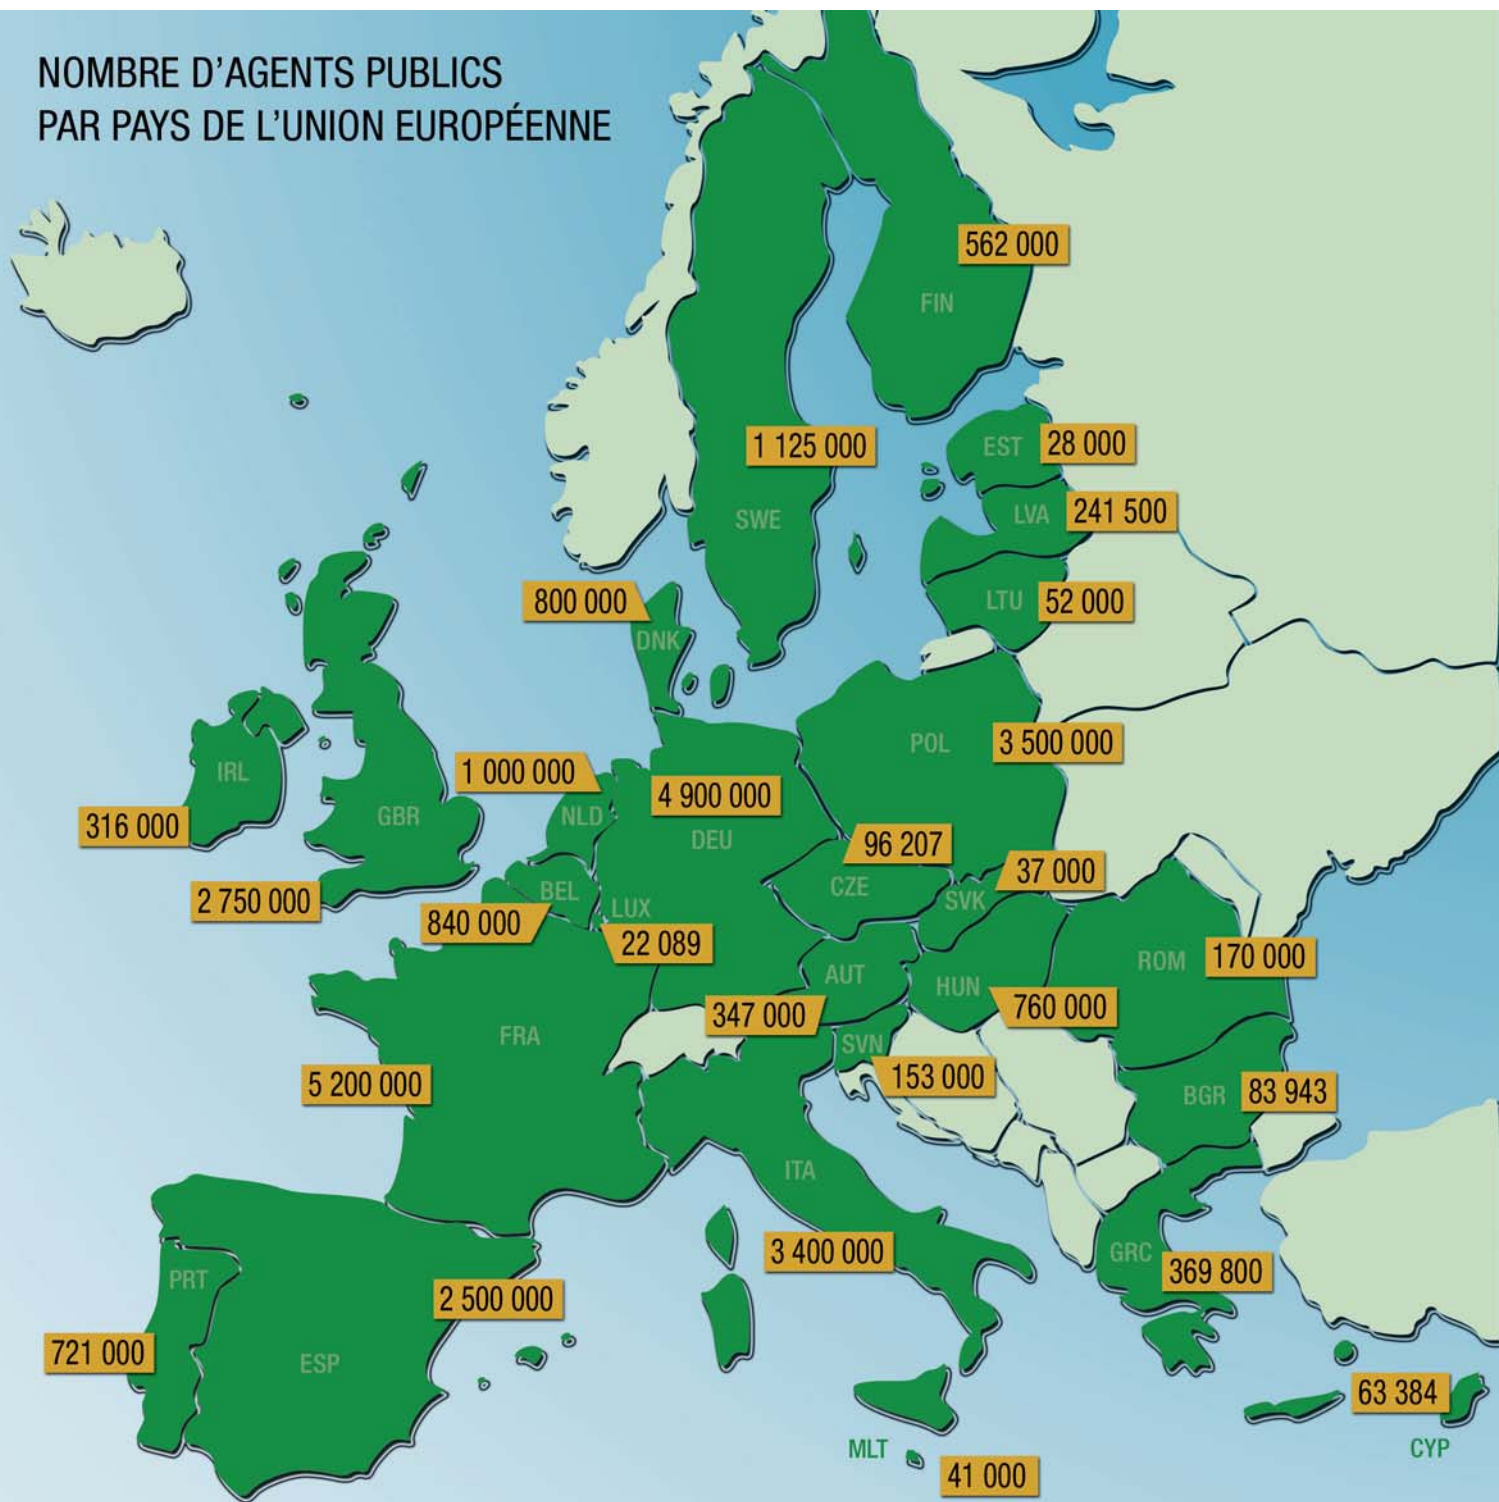 NOMBRE D'AGENTS PUBLICS
PAR PAYS DE L'UNION EUROPÉENNE
562 000
FIN
1 125 000
SWE
EST
28 000
LVA
241 500
LTU
52 000
800 000
DNK
POL
3 500 000
IRL
316 000
GBR
2 750 000
1 000 000
NLD
4 900 000
DEU
96 207
CZE
37 000
SVK
BEL
840 000
LUX
22 089
AUT
347 000
HUN
760 000
ROM
170 000
FRA
5 200 000
SVN
153 000
BGR
83 943
ITA
3 400 000
GRC
369 800
PRT
721 000
ESP
2 500 000
63 384
CYP
MLT
41 000